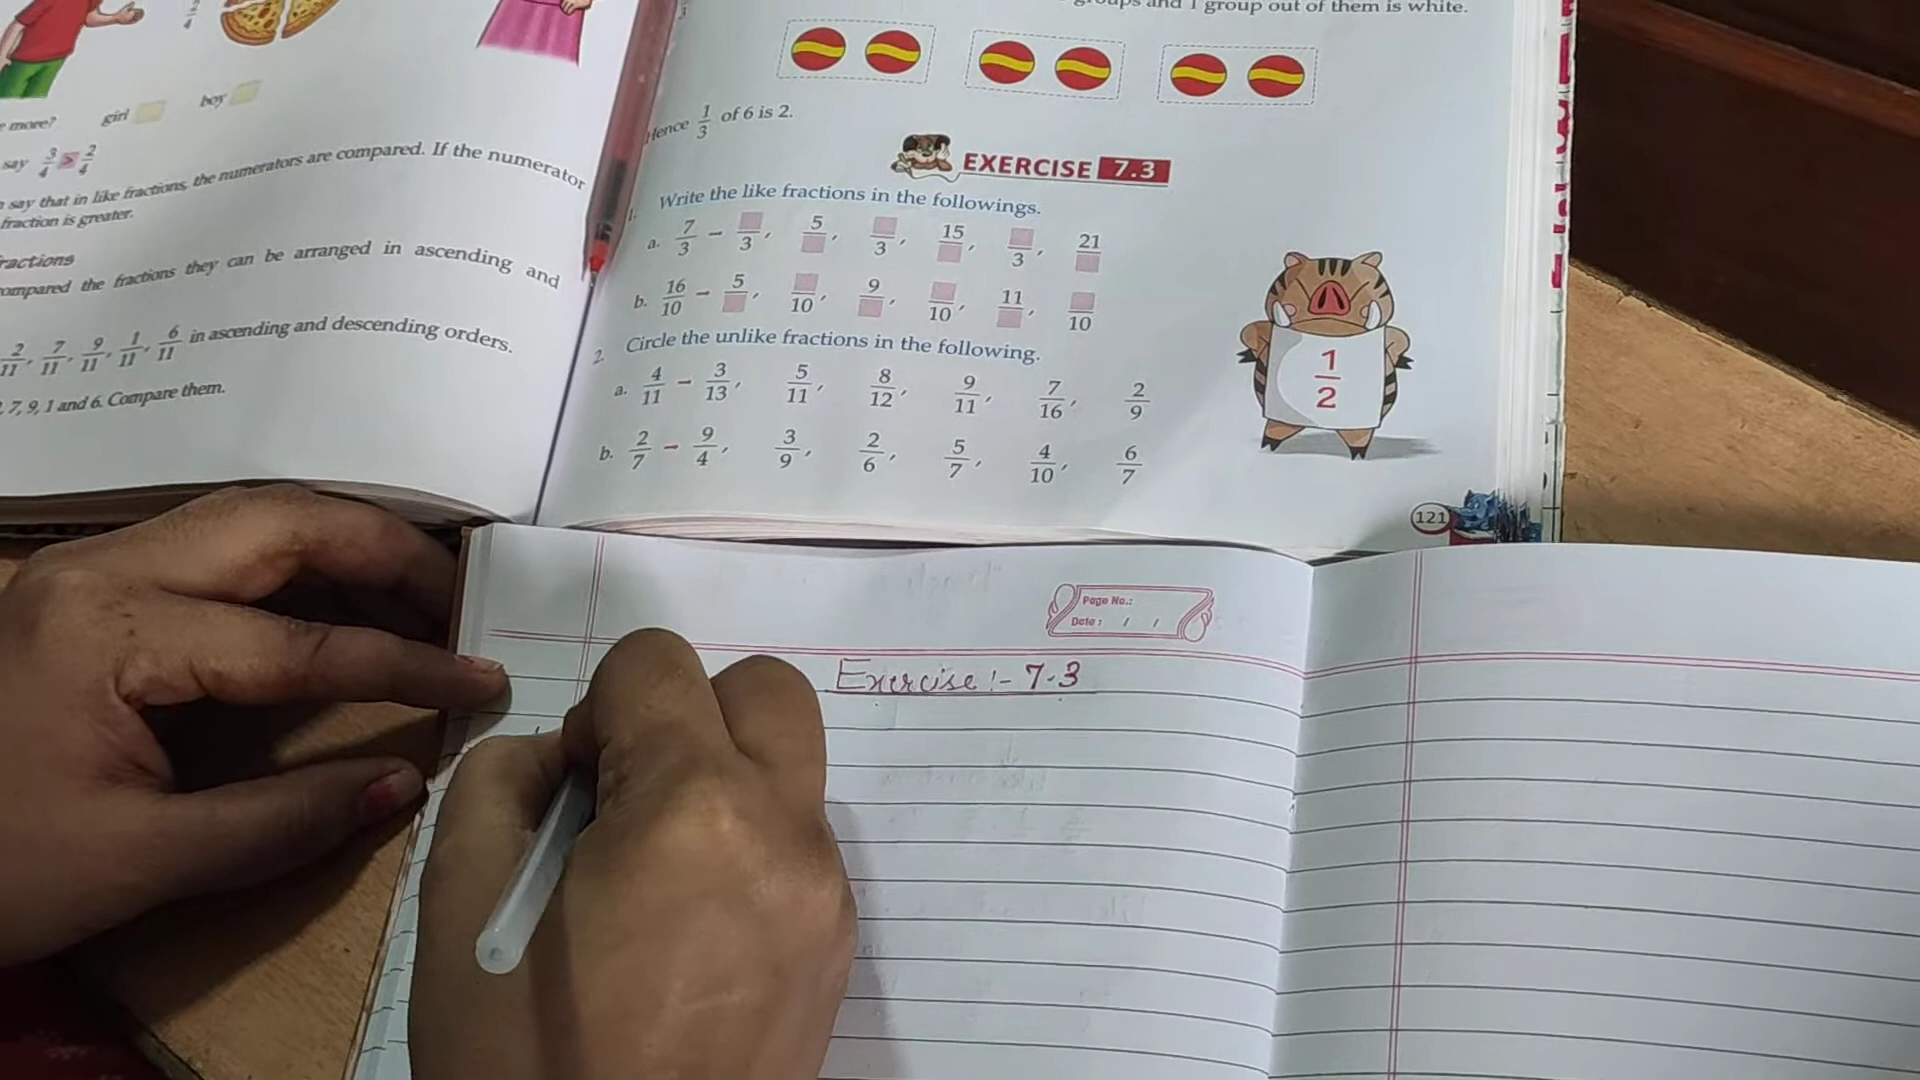 girl boy
more?
say 3/4 > 2/4
say that in like fractions, the numerators are compared. If the numerator
fraction is greater.
compared the fractions they can be arranged in ascending and
2/11, 7/11, 9/11, 1/11, 6/11 in ascending and descending orders.
7, 9, 1 and 6. Compare them.
groups and 1 group out of them is white.
Hence 1/3 of 6 is 2.
EXERCISE 7.3
1. Write the like fractions in the followings.
a. 7/3 – □/3, 5/□, □/3, 15/□, □/3, 21/□
b. 16/10 – 5/□, □/10, 9/□, □/10, 11/□, □/10
2. Circle the unlike fractions in the following.
a. 4/11 – 3/13, 5/11, 8/12, 9/11, 7/16, 2/9
b. 2/7 – 9/4, 3/9, 2/6, 5/7, 4/10, 6/7
1/2
121
Page No.:
Date: / /
Exercise :- 7.3